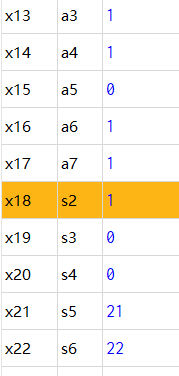 x13 a3 1
x14 a4 1
x15 a5 0
x16 a6 1
x17 a7 1
x18 s2 1
x19 s3 0
x20 s4 0
x21 s5 21
x22 s6 22